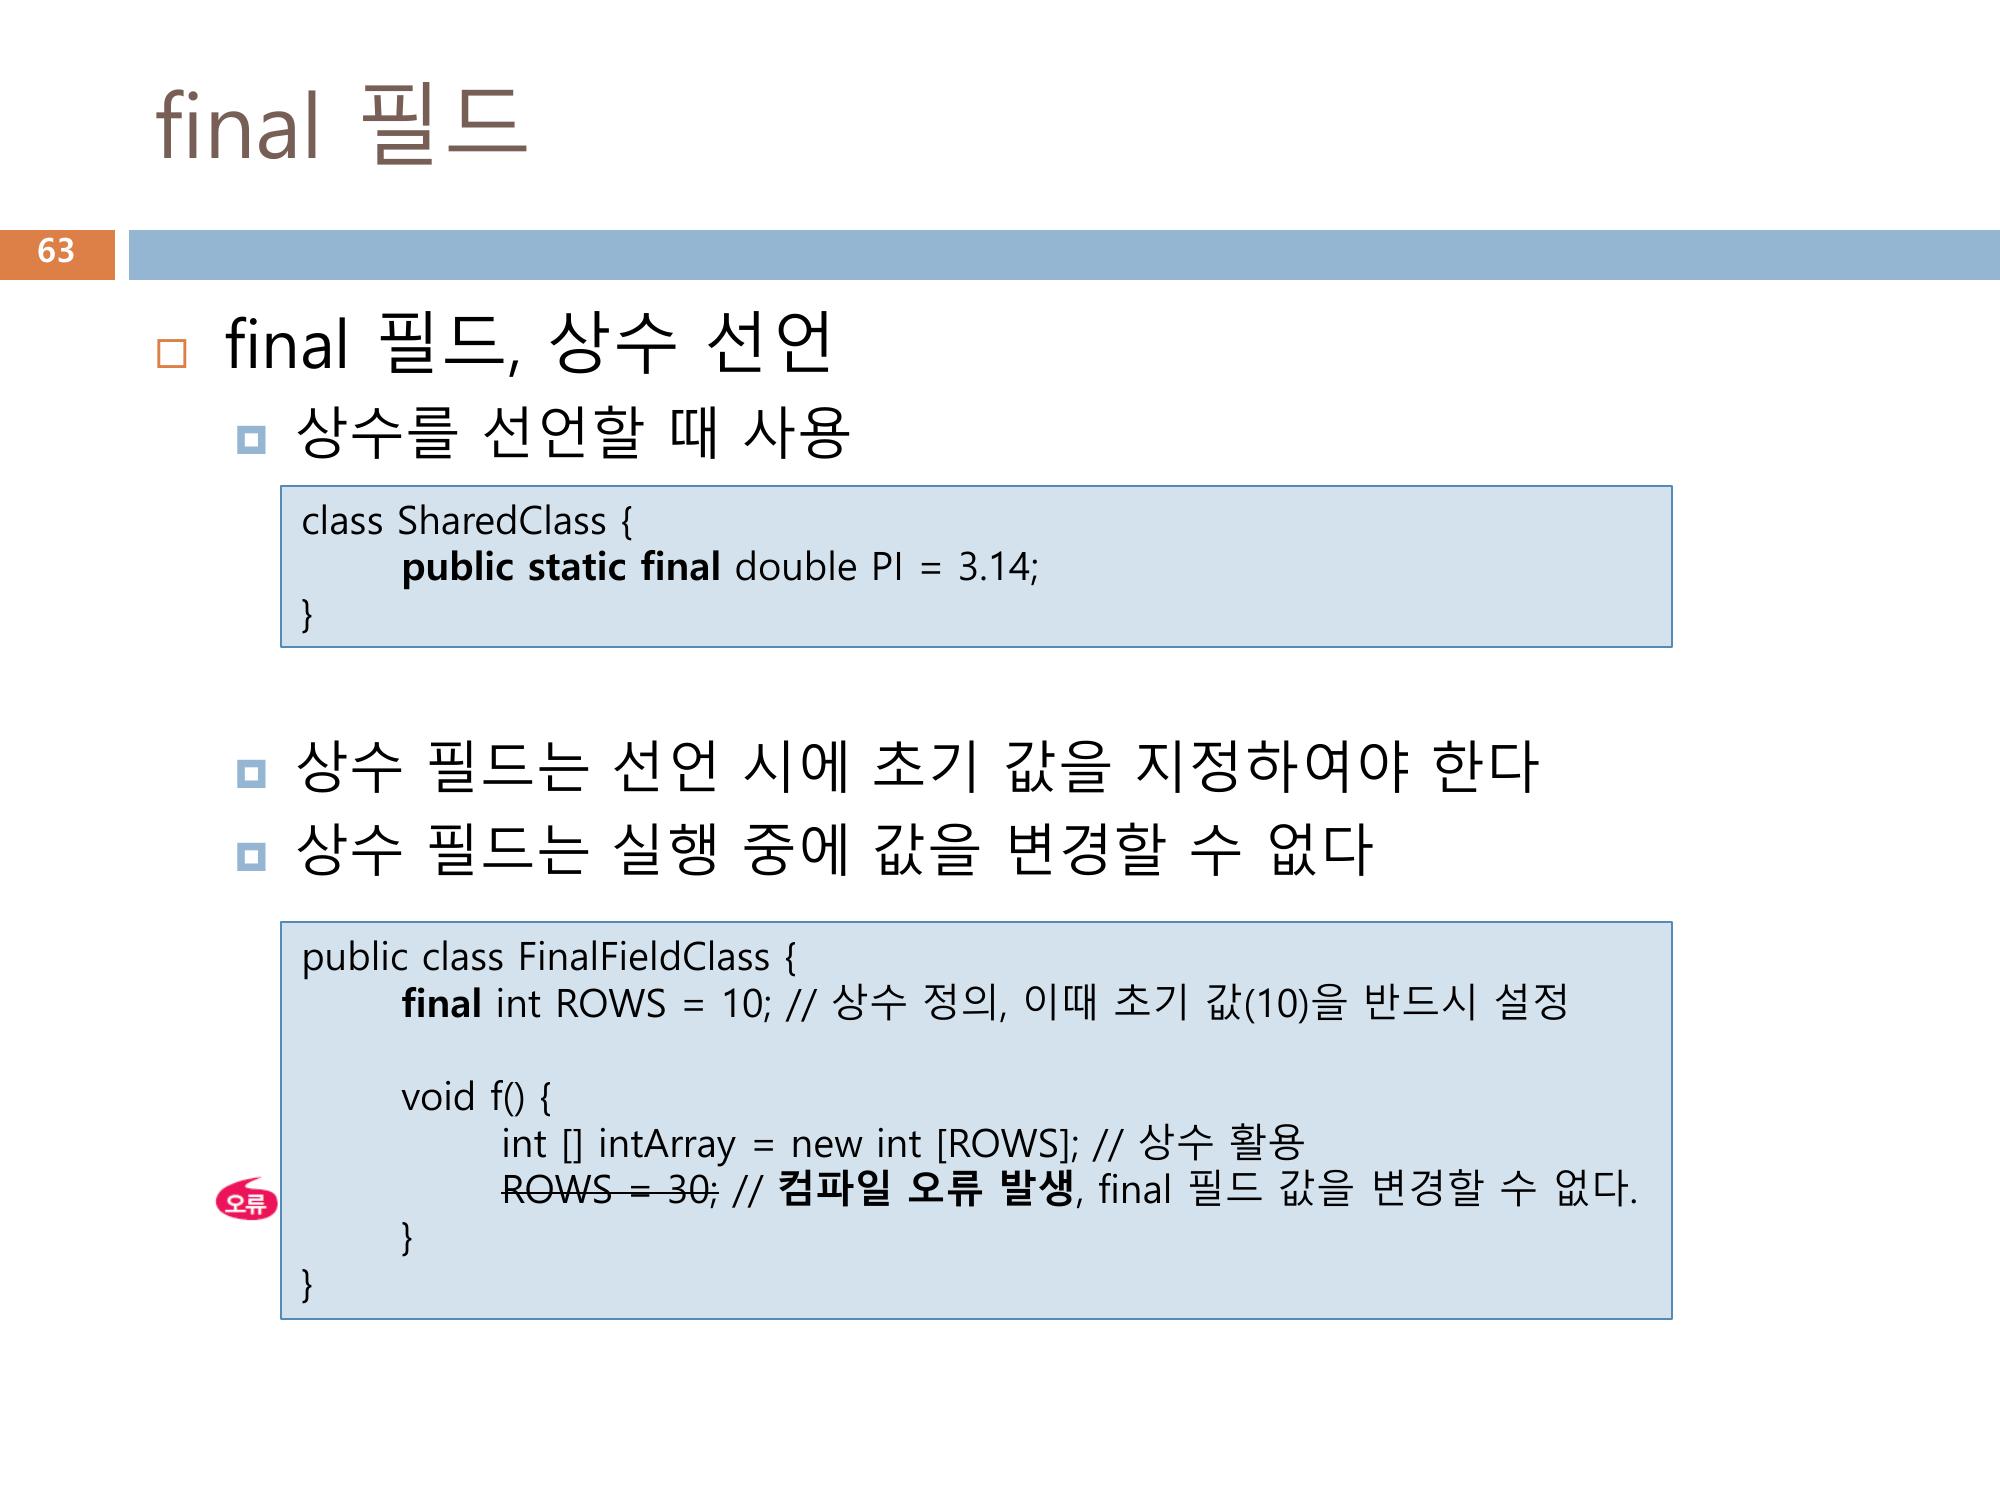 final 필드
63
final 필드, 상수 선언
상수를 선언할 때 사용
class SharedClass {
public static final double PI = 3.14;
}
상수 필드는 선언 시에 초기 값을 지정하여야 한다
상수 필드는 실행 중에 값을 변경할 수 없다
public class FinalFieldClass {
final int ROWS = 10; // 상수 정의, 이때 초기 값(10)을 반드시 설정
void f() {
int [] intArray = new int [ROWS]; // 상수 활용
오류 ROWS = 30; // 컴파일 오류 발생, final 필드 값을 변경할 수 없다.
}
}